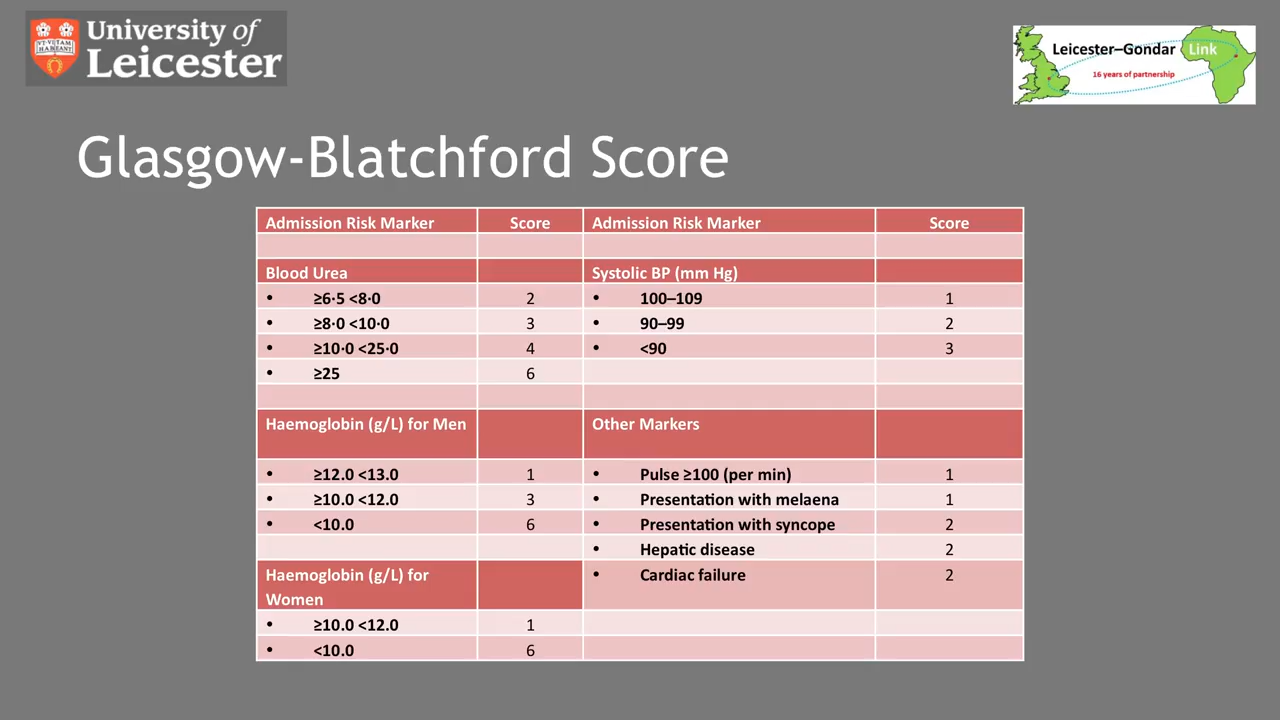 University of
Leicester
VT·VITAM
HABEANT
Leicester–Gondar Link
16 years of partnership
Glasgow-Blatchford Score
Admission Risk Marker Score Admission Risk Marker Score
Blood Urea Systolic BP (mm Hg)
• ≥6·5 <8·0 2 • 100–109 1
• ≥8·0 <10·0 3 • 90–99 2
• ≥10·0 <25·0 4 • <90 3
• ≥25 6
Haemoglobin (g/L) for Men Other Markers
• ≥12.0 <13.0 1 • Pulse ≥100 (per min) 1
• ≥10.0 <12.0 3 • Presentation with melaena 1
• <10.0 6 • Presentation with syncope 2
• Hepatic disease 2
Haemoglobin (g/L) for • Cardiac failure 2
Women
• ≥10.0 <12.0 1
• <10.0 6